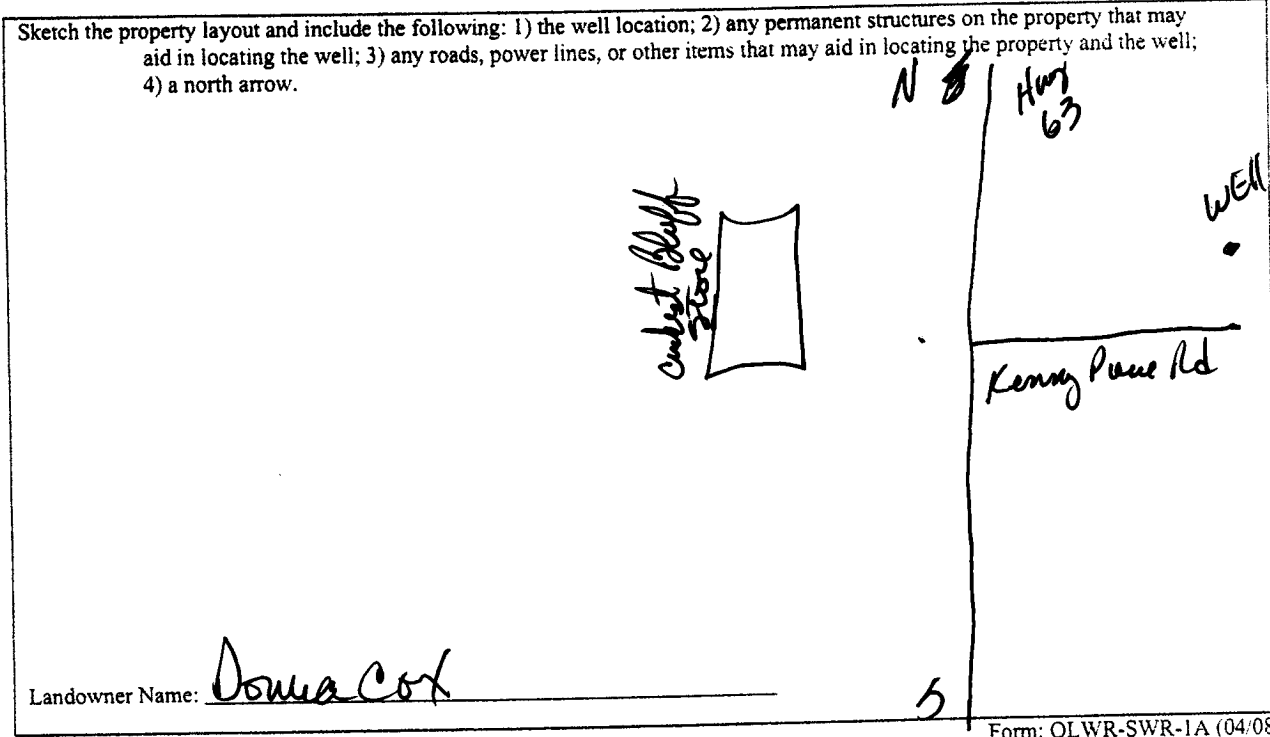 Sketch the property layout and include the following: 1) the well location; 2) any permanent structures on the property that may
aid in locating the well; 3) any roads, power lines, or other items that may aid in locating the property and the well;
4) a north arrow.
N
Hwy
63
WEll
Bluff
Store
Kenny Rd
Landowner Name: Donna Cox
S
Form: OLWR-SWR-1A (04/08